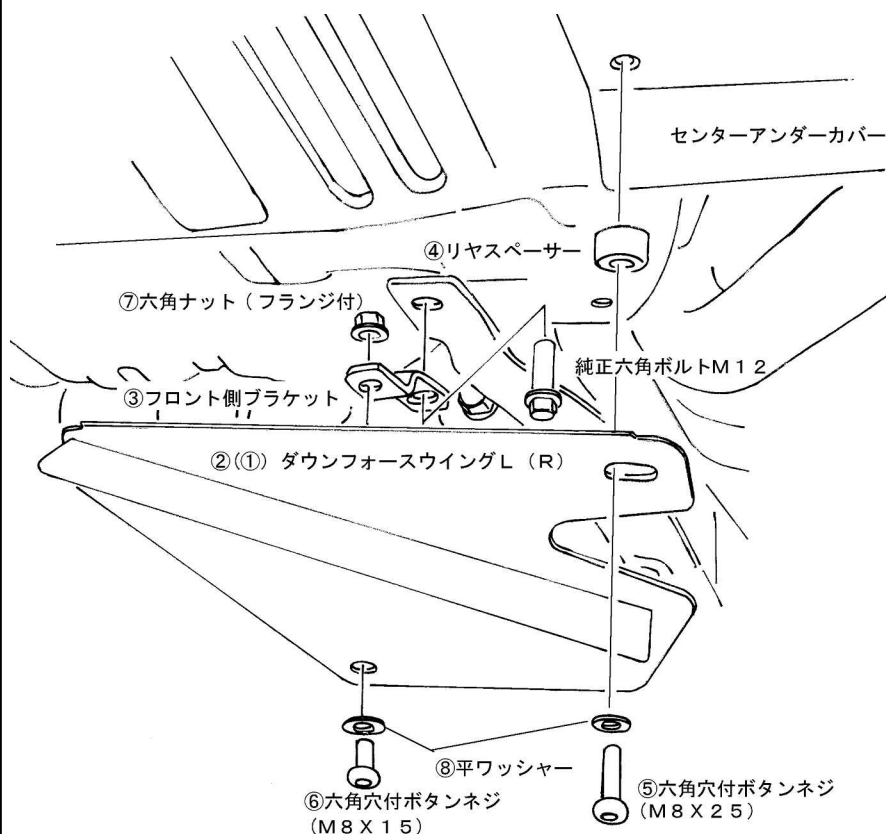 センターアンダーカバー
④リヤスペーサー
⑦六角ナット(フランジ付)
純正六角ボルトM12
③フロント側ブラケット
②(①) ダウンフォースウイングL (R)
⑧平ワッシャー
⑥六角穴付ボタンネジ
(M8X15)
⑤六角穴付ボタンネジ
(M8X25)